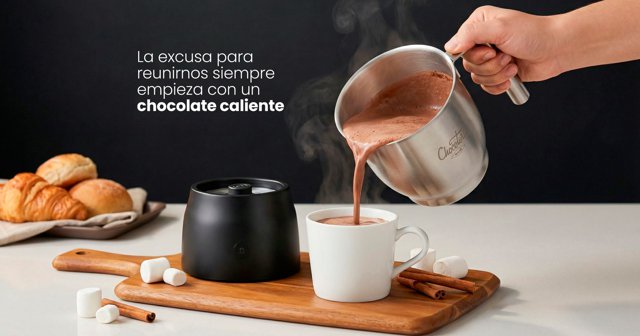 La excusa para
reunirnos siempre
empieza con un
chocolate caliente